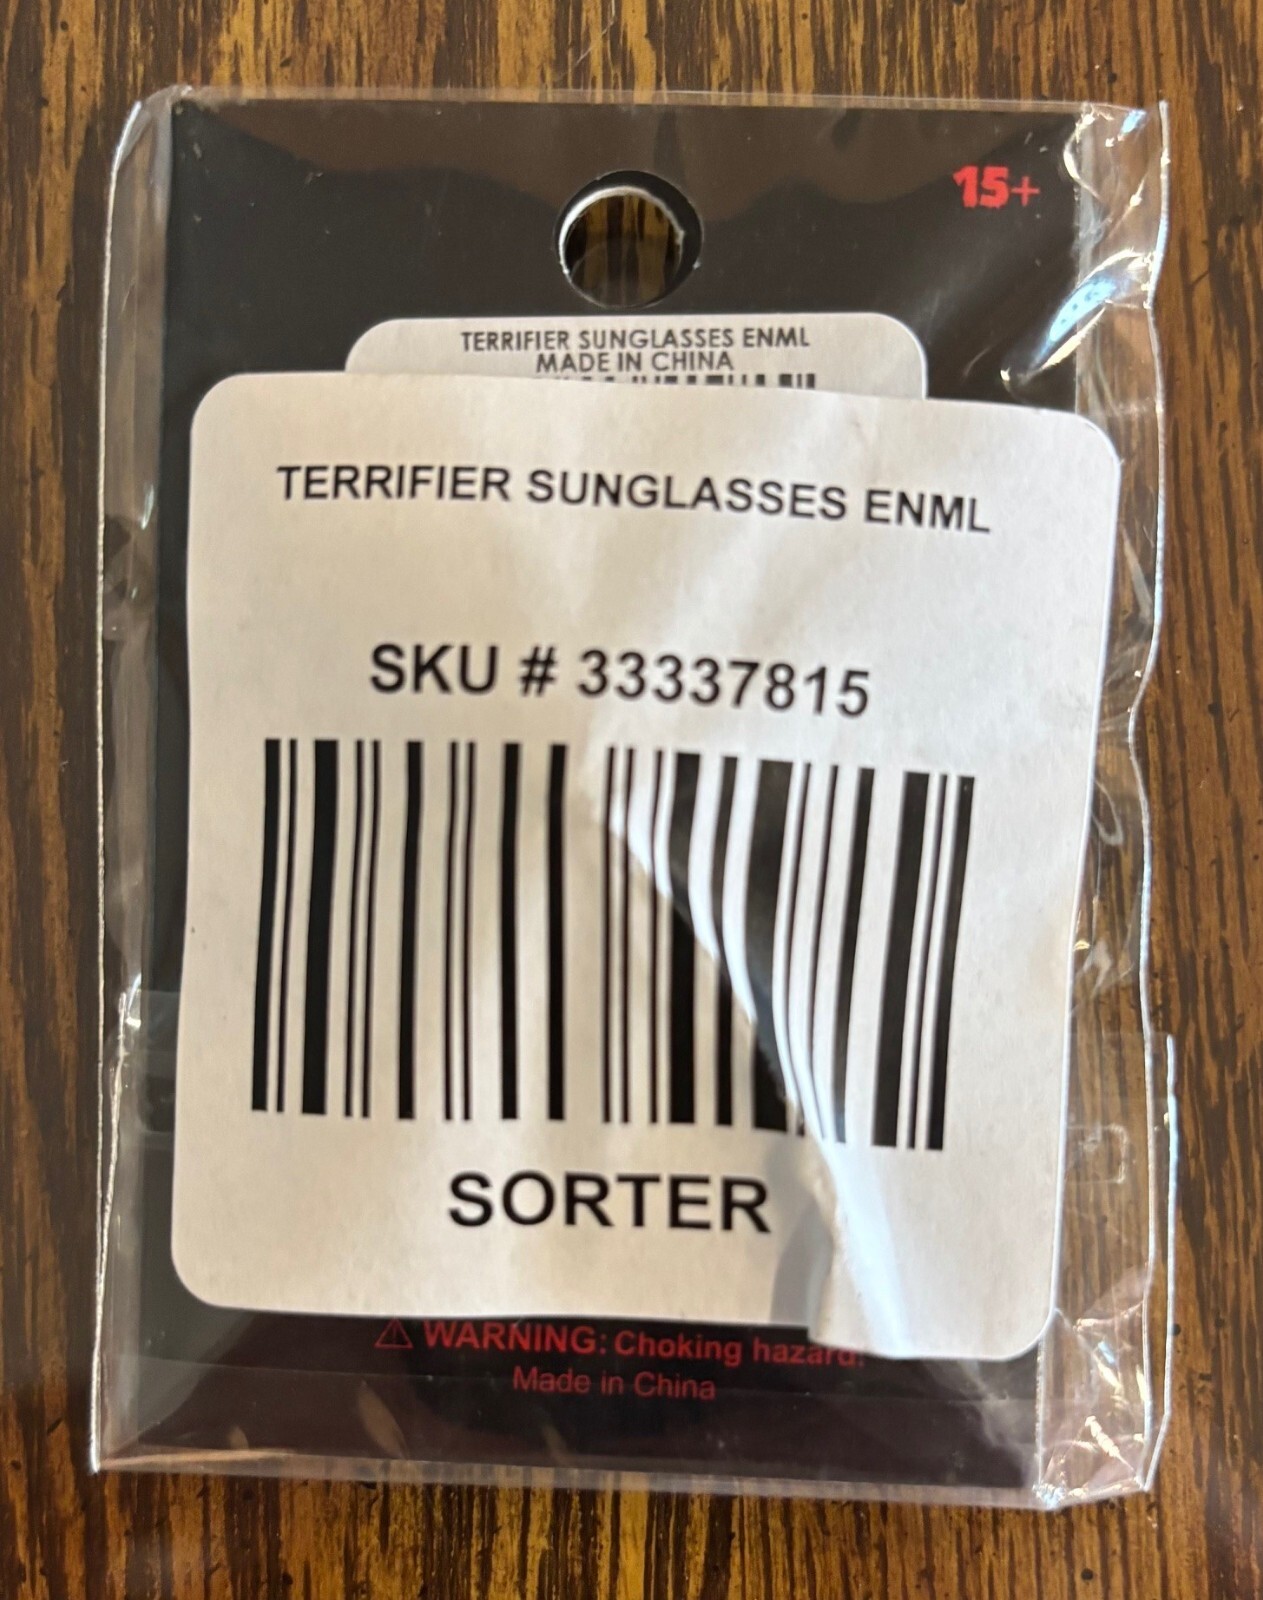 15+
TERRIFIER SUNGLASSES ENML
MADE IN CHINA
TERRIFIER SUNGLASSES ENML
SKU # 33337815
SORTER
⚠ WARNING: Choking hazard!
Made in China